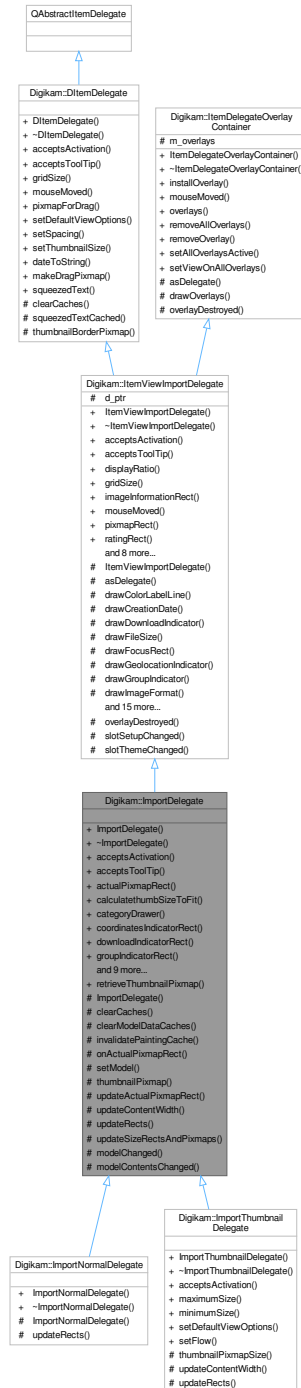 QAbstractItemDelegate
Digikam::DItemDelegate
+ DItemDelegate()
+ ~DItemDelegate()
+ acceptsActivation()
+ acceptsToolTip()
+ gridSize()
+ mouseMoved()
+ pixmapForDrag()
+ setDefaultViewOptions()
+ setSpacing()
+ setThumbnailSize()
+ dateToString()
+ makeDragPixmap()
+ squeezedText()
# clearCaches()
# squeezedTextCached()
# thumbnailBorderPixmap()
Digikam::ItemDelegateOverlay
Container
# m_overlays
+ ItemDelegateOverlayContainer()
+ ~ItemDelegateOverlayContainer()
+ installOverlay()
+ mouseMoved()
+ overlays()
+ removeAllOverlays()
+ removeOverlay()
+ setAllOverlaysActive()
+ setViewOnAllOverlays()
# asDelegate()
# drawOverlays()
# overlayDestroyed()
Digikam::ItemViewImportDelegate
# d_ptr
+ ItemViewImportDelegate()
+ ~ItemViewImportDelegate()
+ acceptsActivation()
+ acceptsToolTip()
+ displayRatio()
+ gridSize()
+ imageInformationRect()
+ mouseMoved()
+ pixmapRect()
+ ratingRect()
and 8 more...
# ItemViewImportDelegate()
# asDelegate()
# drawColorLabelLine()
# drawCreationDate()
# drawDownloadIndicator()
# drawFileSize()
# drawFocusRect()
# drawGeolocationIndicator()
# drawGroupIndicator()
# drawImageFormat()
and 15 more...
# overlayDestroyed()
# slotSetupChanged()
# slotThemeChanged()
Digikam::ImportDelegate
+ ImportDelegate()
+ ~ImportDelegate()
+ acceptsActivation()
+ acceptsToolTip()
+ actualPixmapRect()
+ calculatethumbSizeToFit()
+ categoryDrawer()
+ coordinatesIndicatorRect()
+ downloadIndicatorRect()
+ groupIndicatorRect()
and 9 more...
+ retrieveThumbnailPixmap()
# ImportDelegate()
# clearCaches()
# clearModelDataCaches()
# invalidatePaintingCache()
# onActualPixmapRect()
# setModel()
# thumbnailPixmap()
# updateActualPixmapRect()
# updateContentWidth()
# updateRects()
# updateSizeRectsAndPixmaps()
# modelChanged()
# modelContentsChanged()
Digikam::ImportNormalDelegate
+ ImportNormalDelegate()
+ ~ImportNormalDelegate()
# ImportNormalDelegate()
# updateRects()
Digikam::ImportThumbnail
Delegate
+ ImportThumbnailDelegate()
+ ~ImportThumbnailDelegate()
+ acceptsActivation()
+ maximumSize()
+ minimumSize()
+ setDefaultViewOptions()
+ setFlow()
# thumbnailPixmapSize()
# updateContentWidth()
# updateRects()